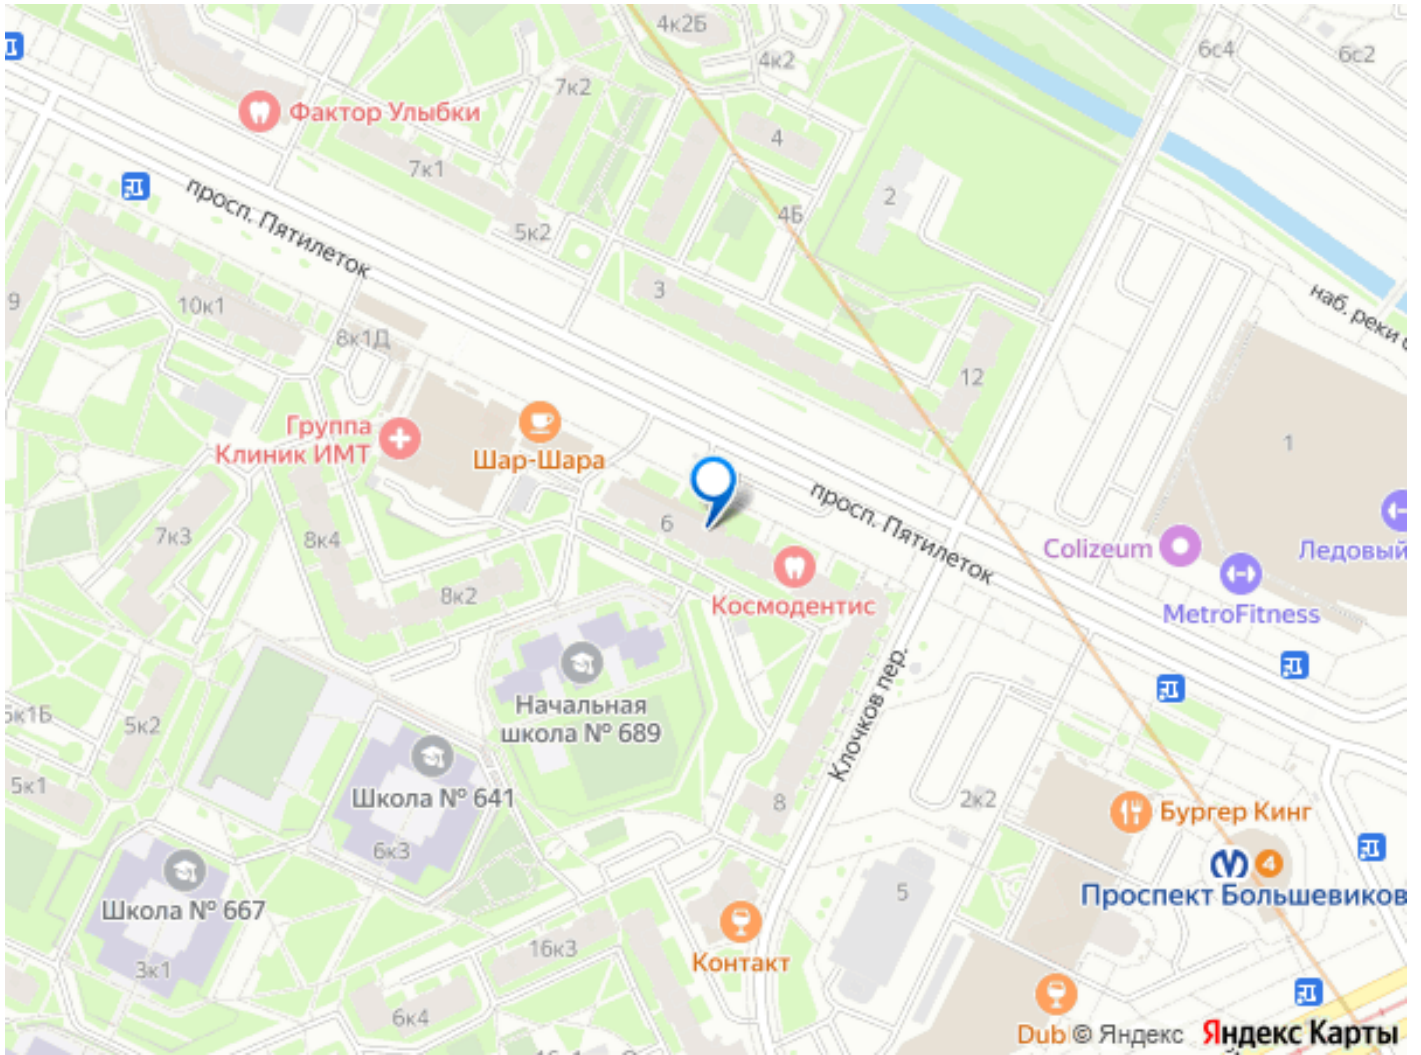 4к2Б
4к2
6с4
6с2
7к2
Фактор Улыбки
4
7к1
2
просп. Пятилеток
4Б
5к2
3
наб. реки
9
10к1
8к1Д
12
Группа
Клиник ИМТ
Шар-Шара
1
просп. Пятилеток
6
7к3
8к4
Colizeum
Ледовый
8к2
Космодентис
MetroFitness
Начальная
школа № 689
Клочков пер.
5к2
5к1
Школа № 641
8
2к2
Бургер Кинг
6к3
4
Проспект Большевиков
Школа № 667
5
3к1
16к3
Контакт
6к4
Dub
© Яндекс
Яндекс Карты